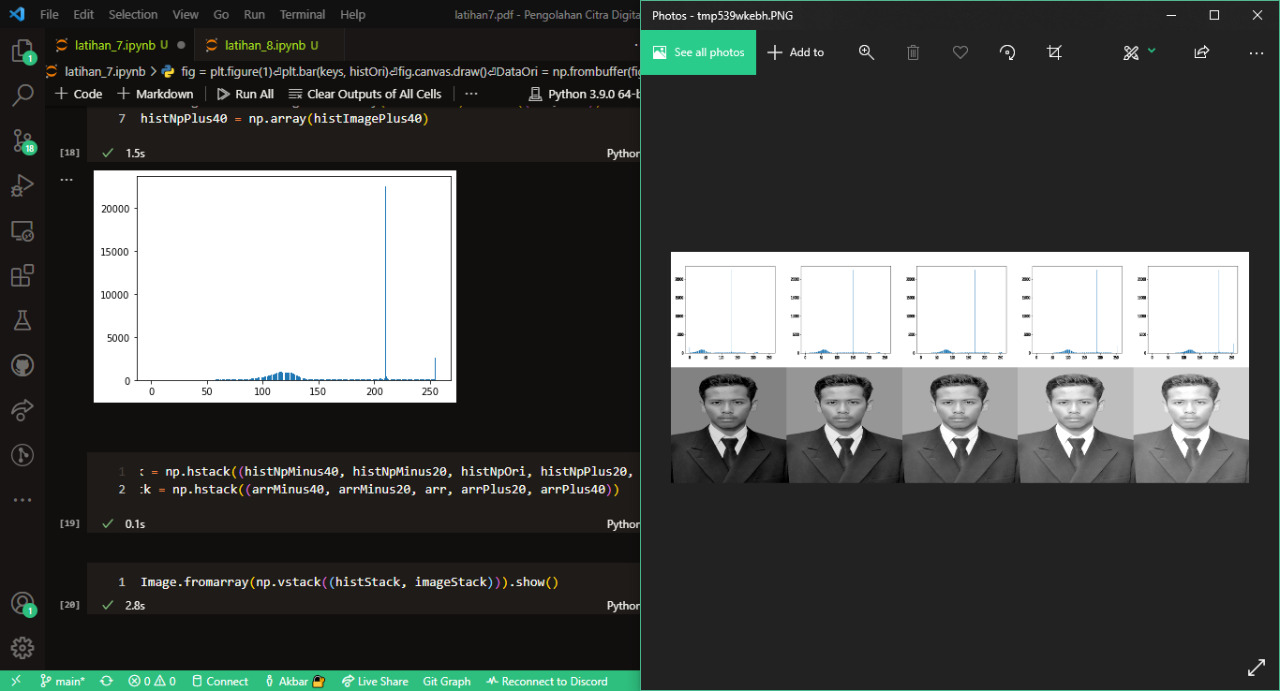 File Edit Selection View Go Run Terminal Help
latihan7.pdf - Pengolahan Citra Digita
latihan_7.ipynb U
latihan_8.ipynb U
latihan_7.ipynb > fig = plt.figure(1)⏎plt.bar(keys, histOri)⏎fig.canvas.draw()⏎DataOri = np.frombuffer(fig
+ Code + Markdown Run All Clear Outputs of All Cells ... Python 3.9.0 64-b
7 histNpPlus40 = np.array(histImagePlus40)
[18] 1.5s Python
...
20000
15000
10000
5000
0
0 50 100 150 200 250
1 : = np.hstack((histNpMinus40, histNpMinus20, histNpOri, histNpPlus20,
2 :k = np.hstack((arrMinus40, arrMinus20, arr, arrPlus20, arrPlus40))
[19] 0.1s Python
1 Image.fromarray(np.vstack((histStack, imageStack))).show()
[20] 2.8s Python
1
18
1
main* 0 0 Connect Akbar Live Share Git Graph Reconnect to Discord
Photos - tmp539wkebh.PNG
See all photos
+ Add to